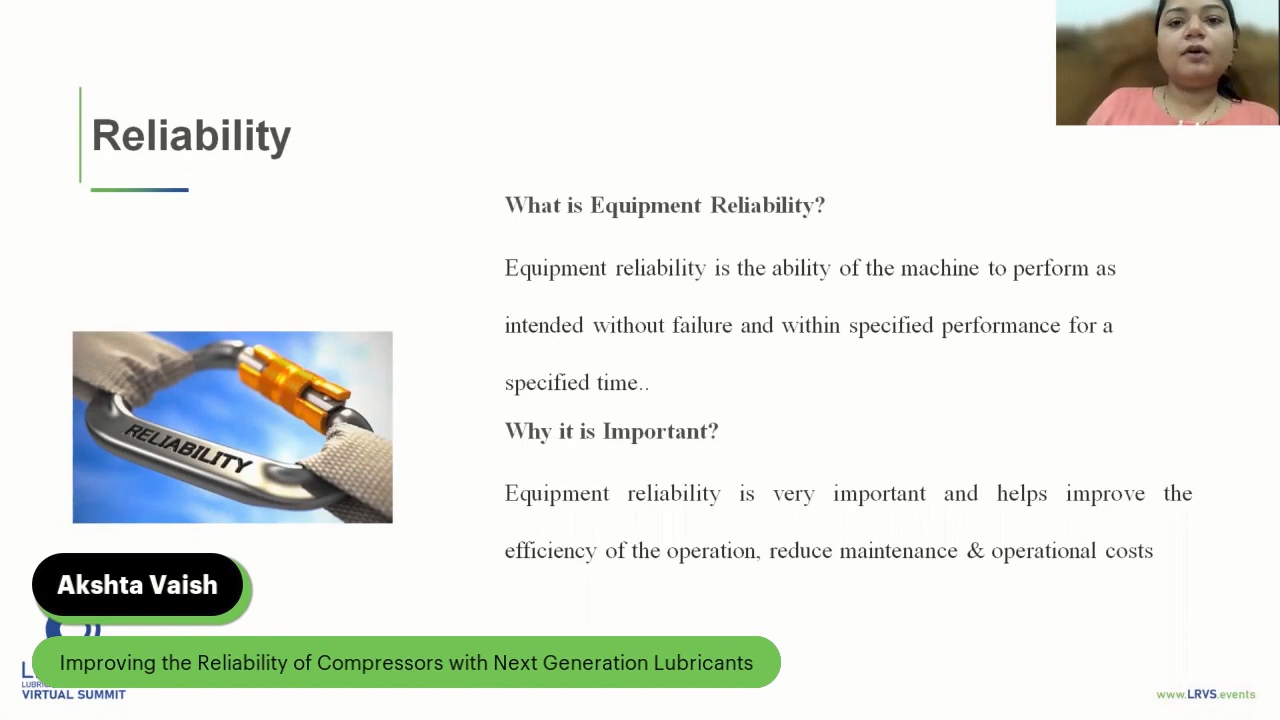 Reliability
What is Equipment Reliability?
Equipment reliability is the ability of the machine to perform as
intended without failure and within specified performance for a
specified time..
Why it is Important?
Equipment reliability is very important and helps improve the
efficiency of the operation, reduce maintenance & operational costs
RELIABILITY
Akshta Vaish
Improving the Reliability of Compressors with Next Generation Lubricants
VIRTUAL SUMMIT
www.LRVS.events